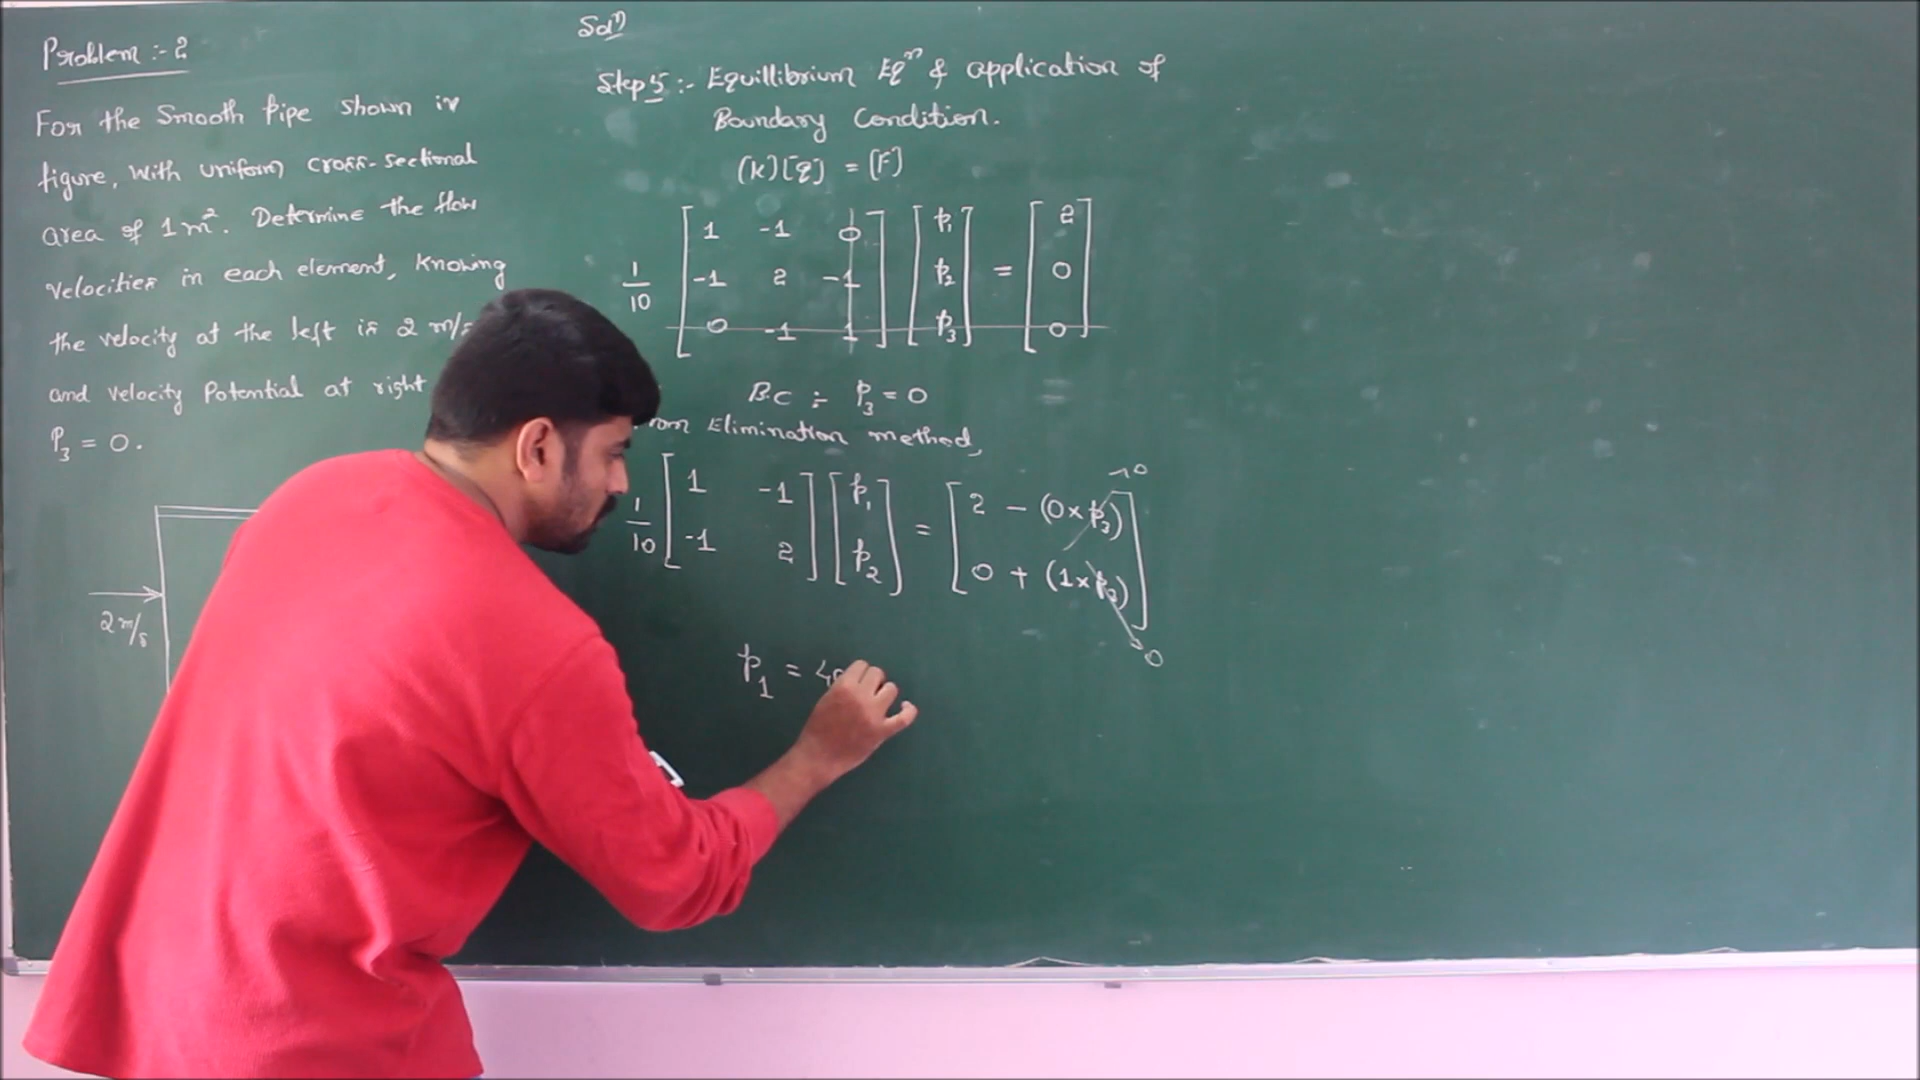 Problem :- 2
For the smooth pipe shown in
figure, with uniform cross-sectional
area of 1 m². Determine the flow
velocities in each element, knowing
the velocity at the left is 2 m/s
and velocity potential at right
P₃ = 0.
2 m/s
Solⁿ
Step 5 :- Equillibrium Eqⁿ & application of
Boundary Condition.
(K)[q] = [F]
1/10 [1 -1 0; -1 2 -1; 0 -1 1] [p₁; p₂; p₃] = [2; 0; 0]
B.C :- p₃ = 0
Elimination method,
1/10 [1 -1; -1 2] [p₁; p₂] = [2 - (0×p₃); 0 + (1×p₃)]
→0
→0
p₁ = 40